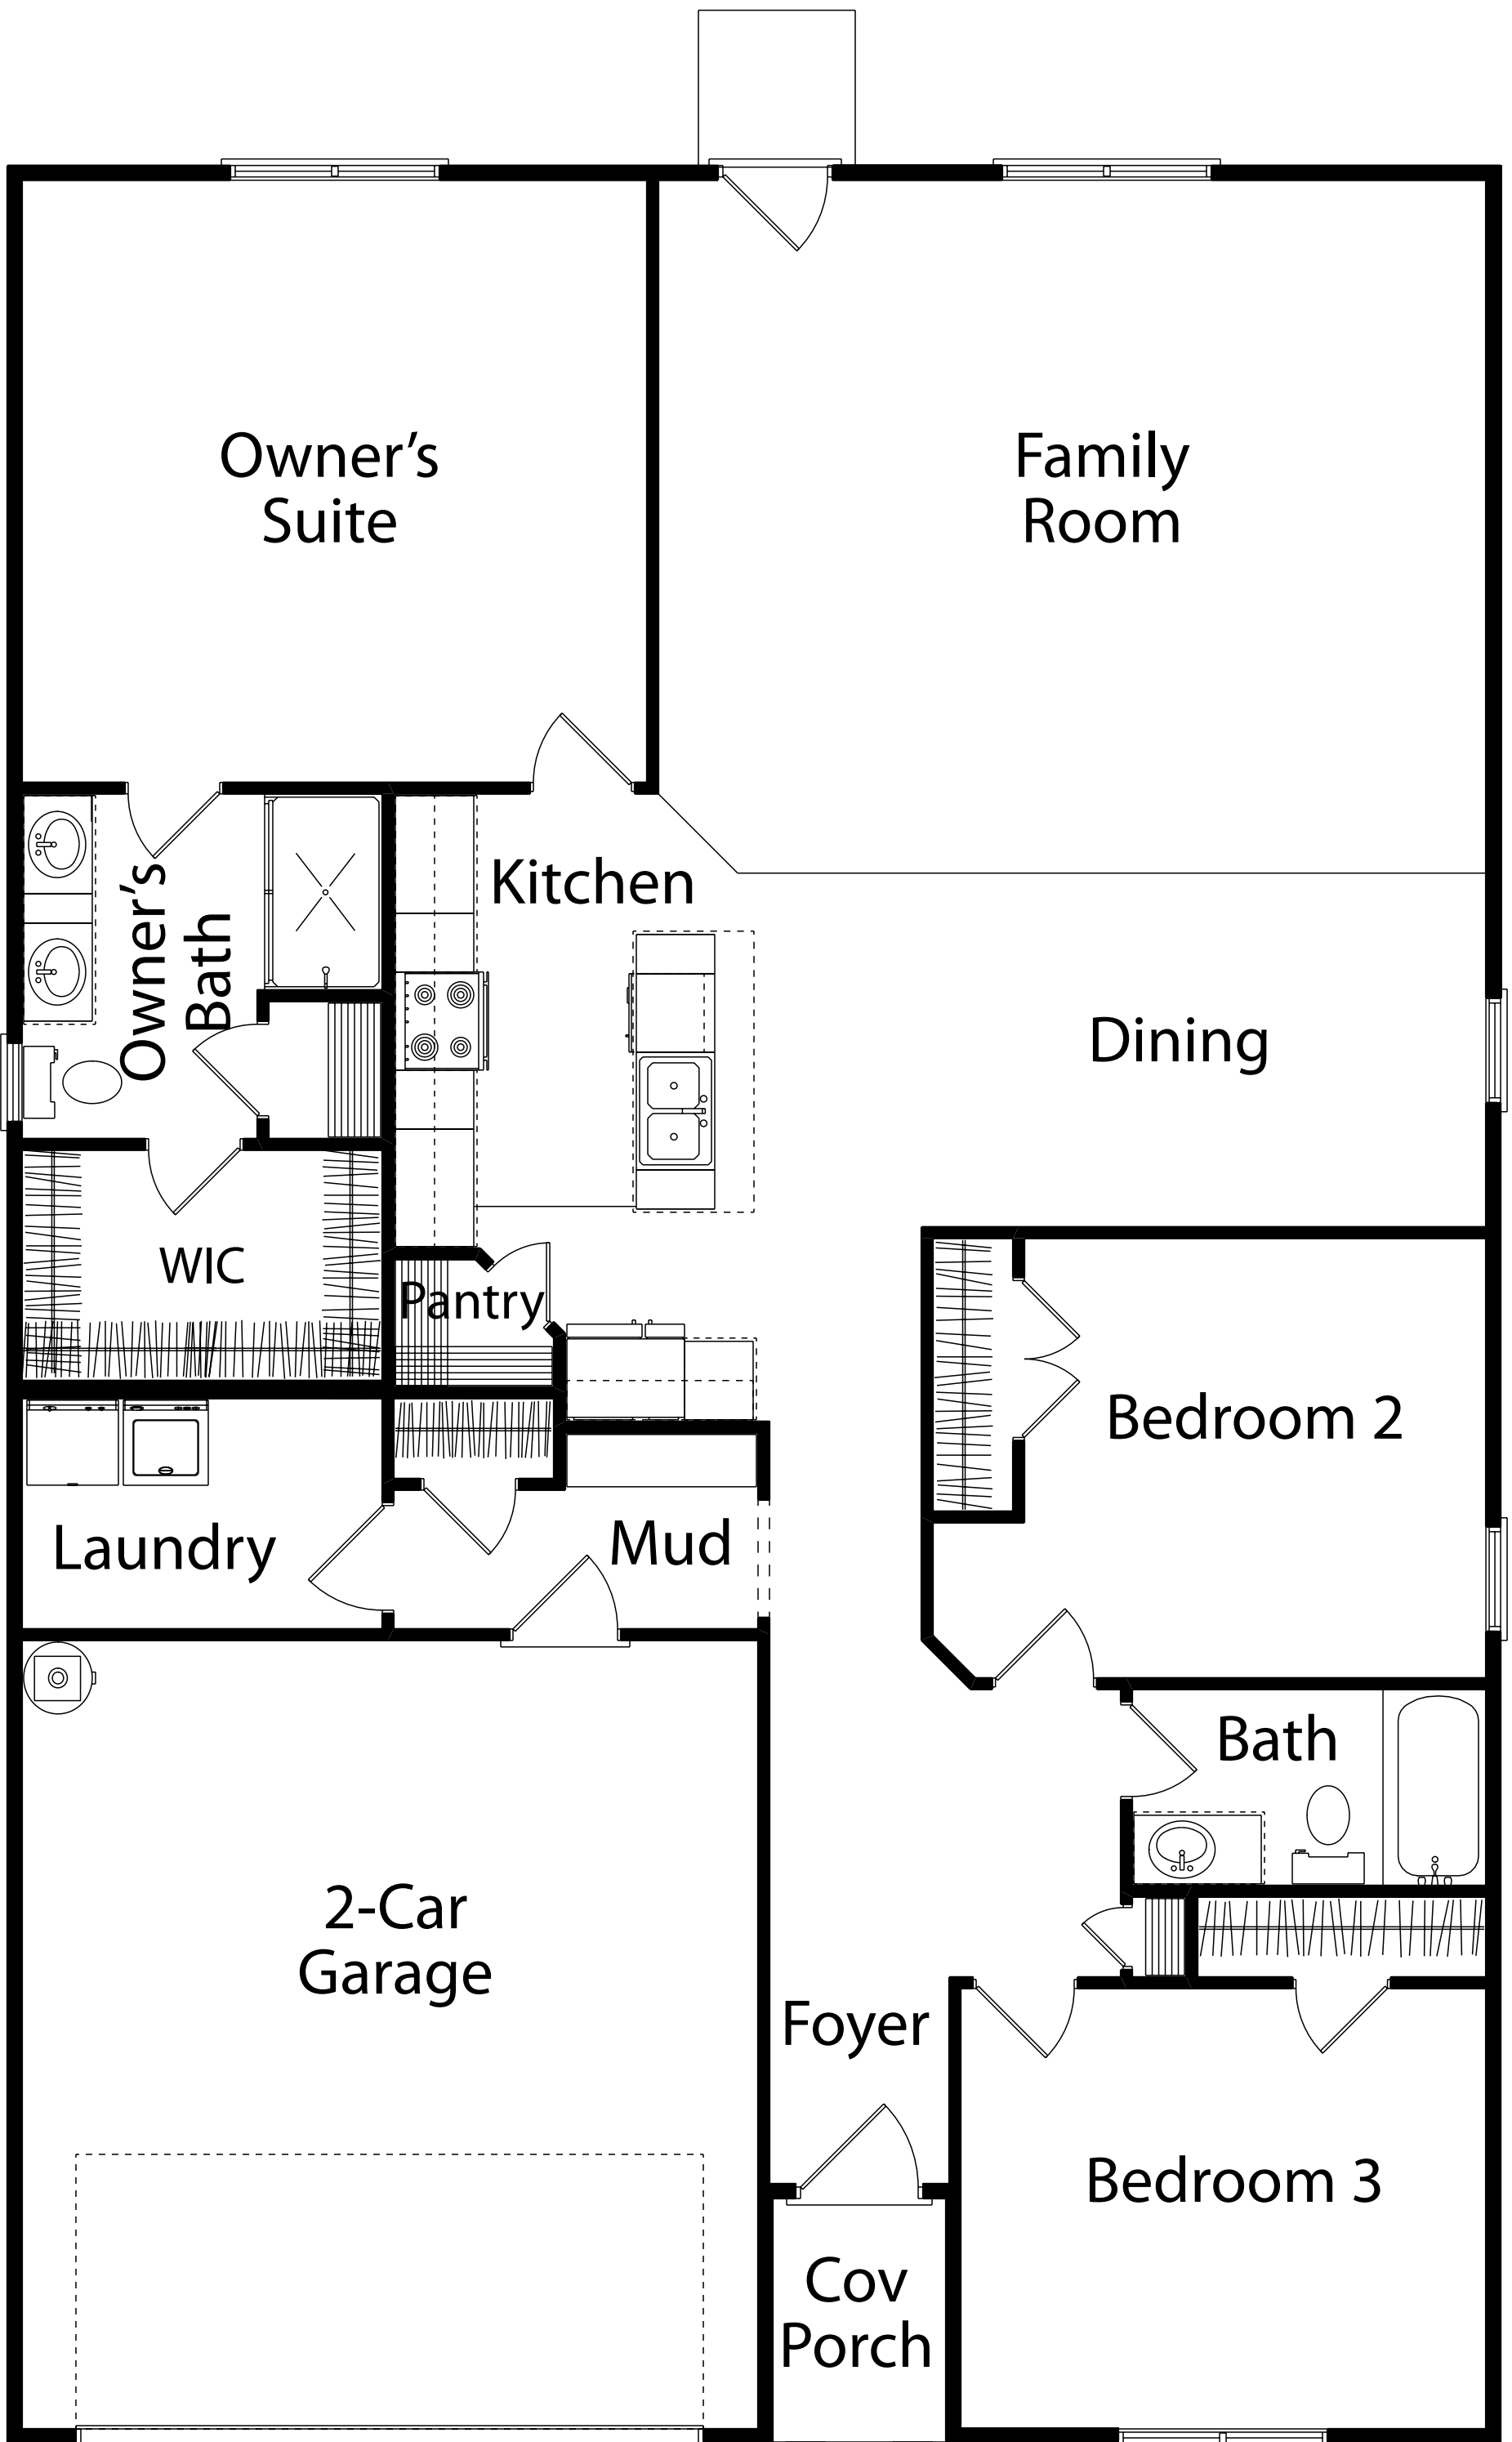 Owner's
Suite
Family
Room
Kitchen
Owner's
Bath
Dining
WIC
Pantry
Bedroom 2
Laundry
Mud
Bath
2-Car
Garage
Foyer
Bedroom 3
Cov
Porch